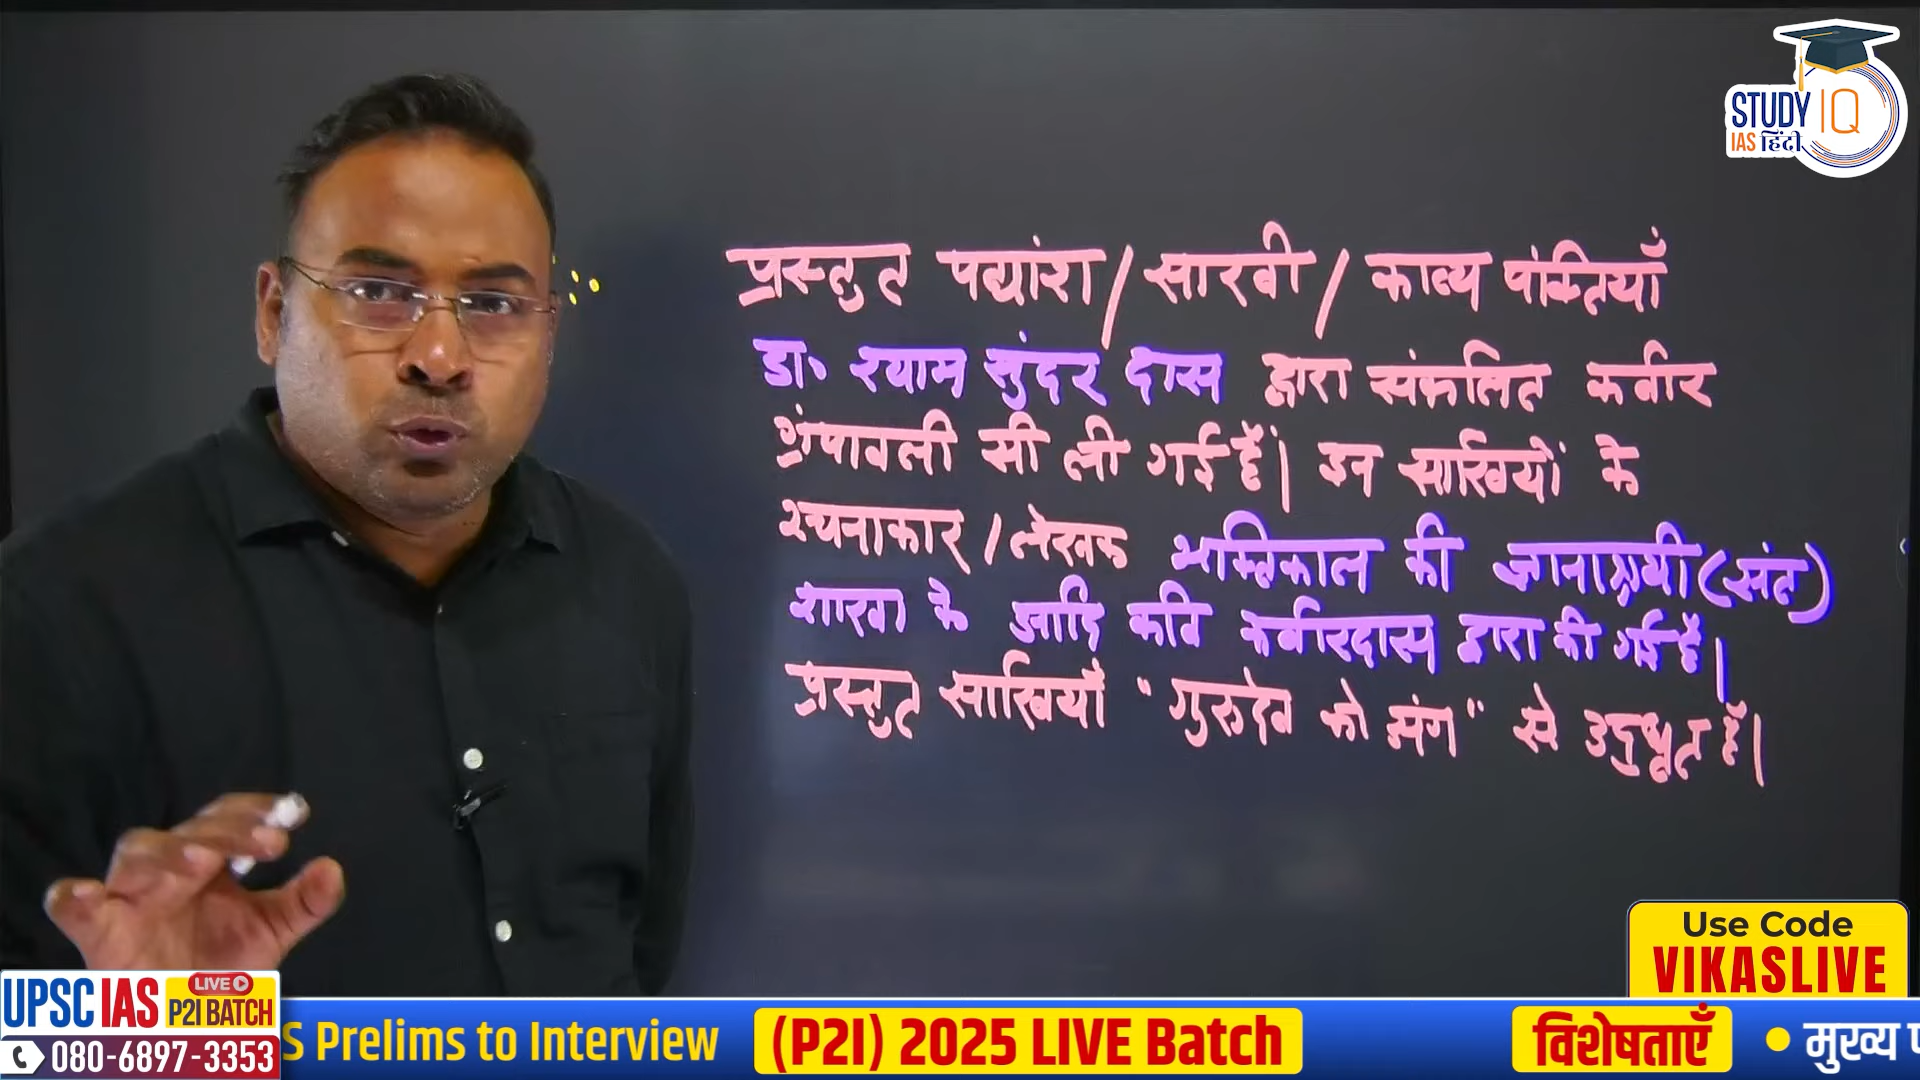 STUDY IQ
IAS हिंदी
प्रस्तुत पद्यांश / साखी / काव्य पंक्तियाँ
डा॰ श्याम सुंदर दास द्वारा संकलित कबीर
ग्रंथावली सी ली गई हैं। इन साखियों के
रचनाकार / लेखक भक्तिकाल की ज्ञानाश्रयी (संत)
शाखा के आदि कवि कबीरदास द्वारा की गई हैं।
प्रस्तुत साखियाँ "गुरुदेव को अंग" से उद्धृत हैं।
Use Code
VIKASLIVE
UPSC IAS LIVE P2I BATCH
080-6897-3353
S Prelims to Interview (P2I) 2025 LIVE Batch विशेषताएँ • मुख्य